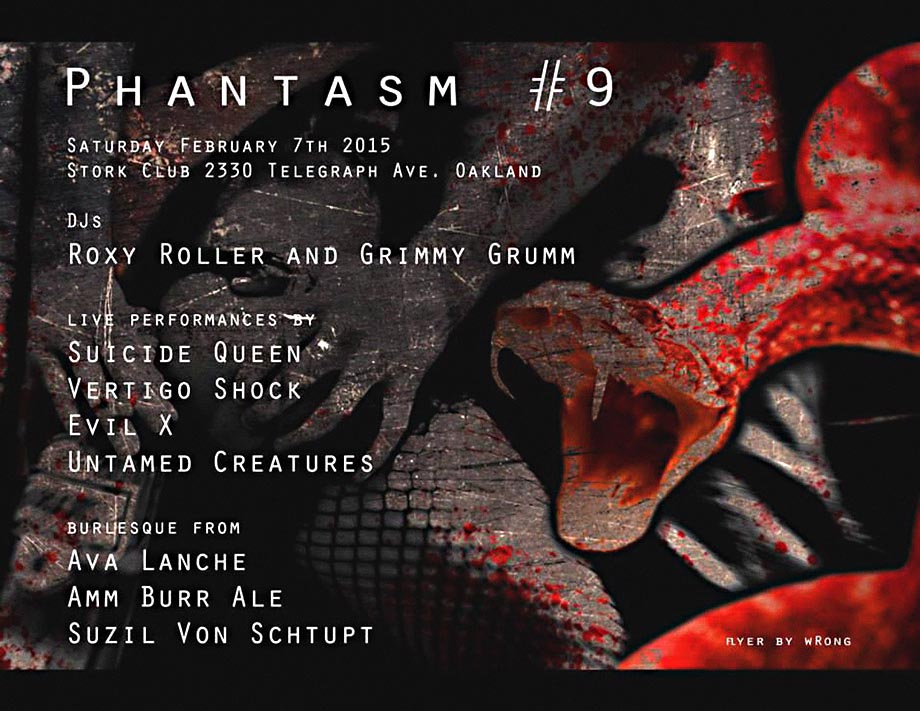 Phantasm #9
Saturday February 7th 2015
Stork Club 2330 Telegraph Ave. Oakland
DJs
Roxy Roller and Grimmy Grumm
live performances by
Suicide Queen
Vertigo Shock
Evil X
Untamed Creatures
burlesque from
Ava Lanche
Amm Burr Ale
Suzil Von Schtupt
flyer by wRong